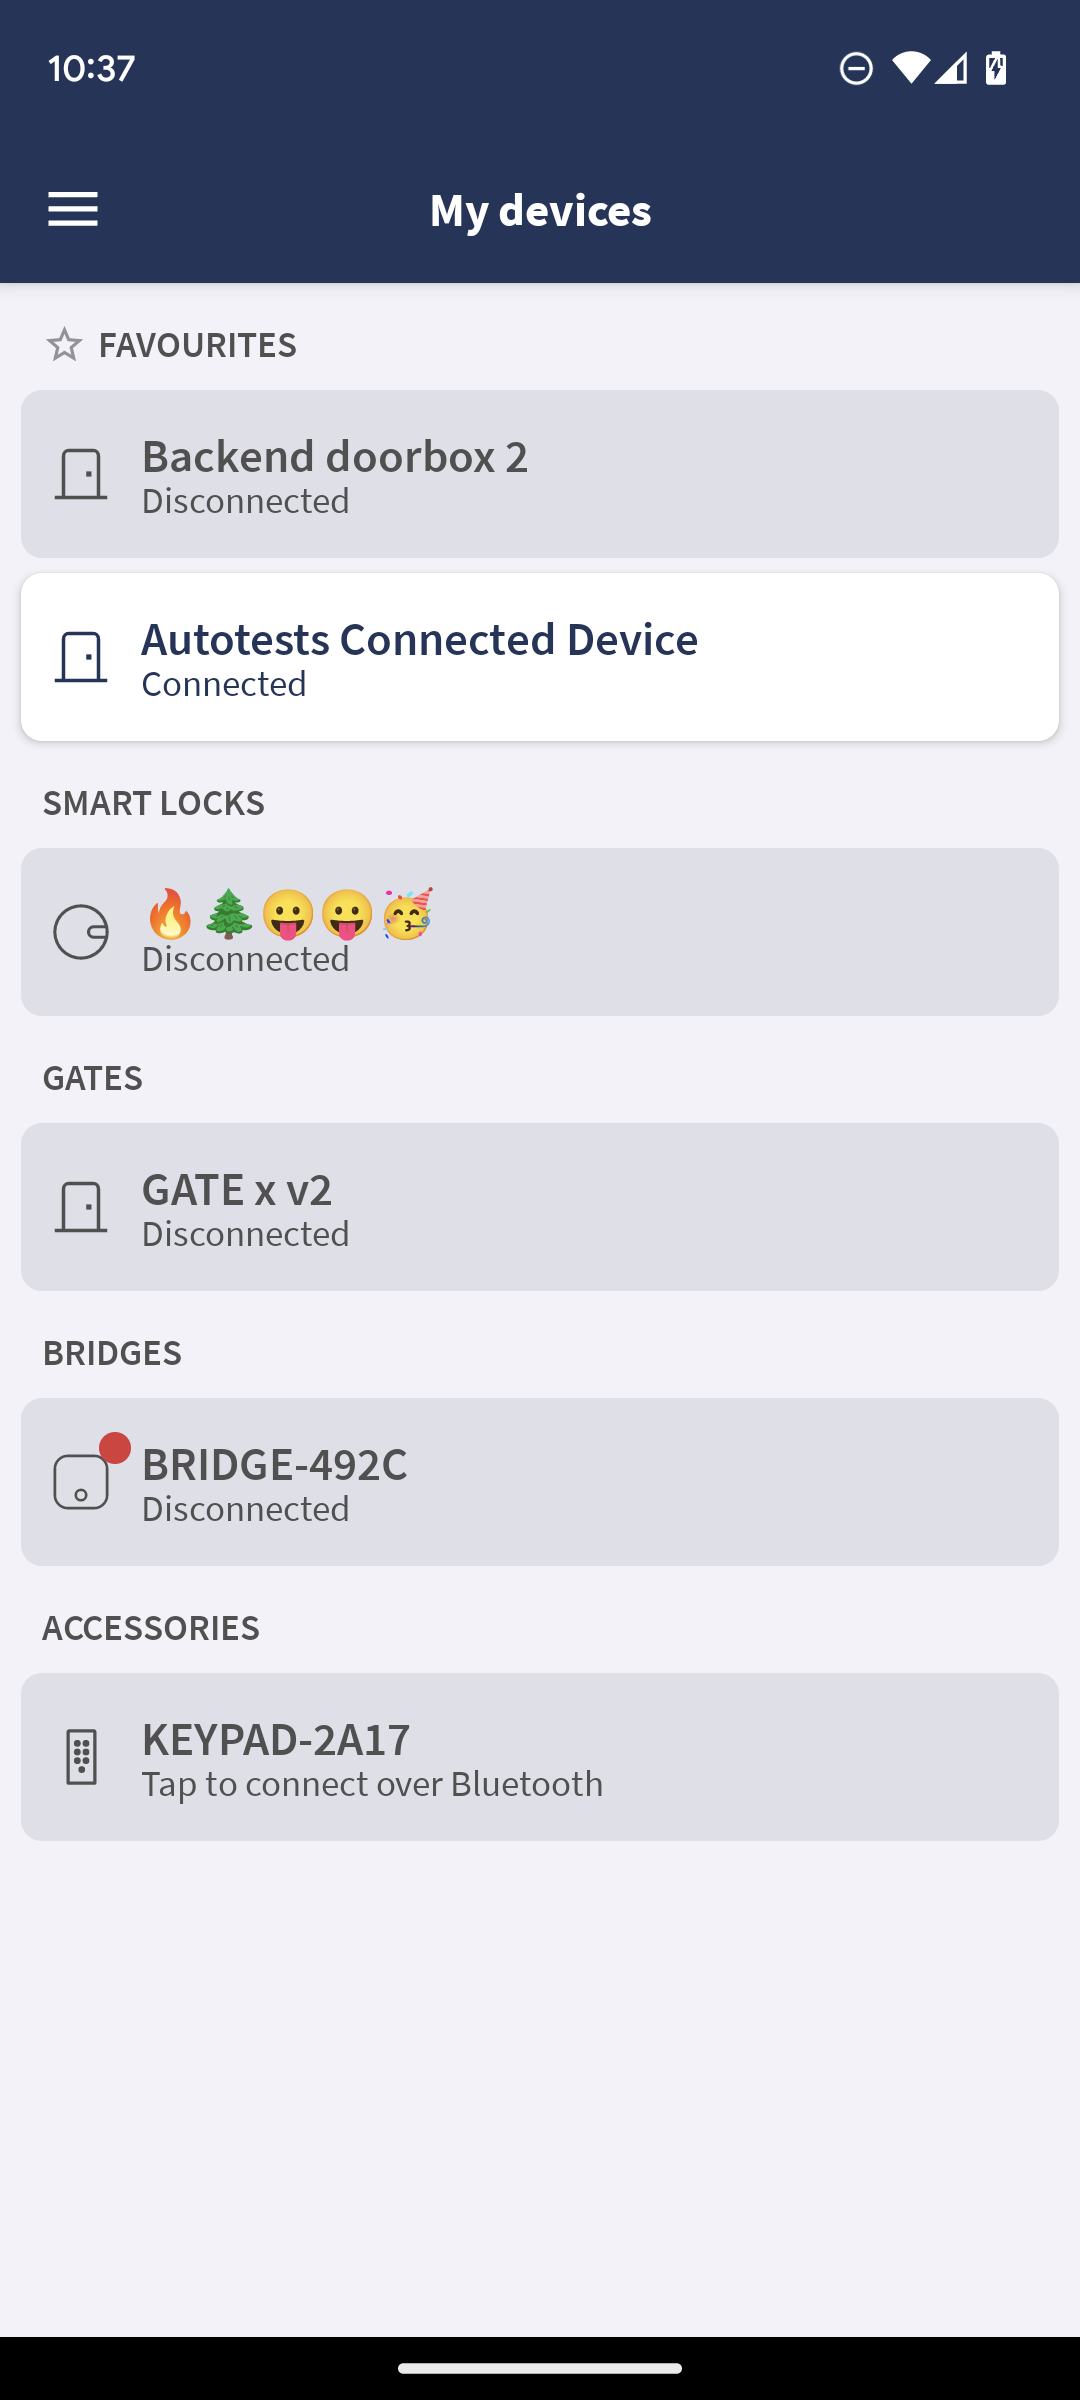 10:37
My devices
FAVOURITES
Backend doorbox 2
Disconnected
Autotests Connected Device
Connected
SMART LOCKS
🔥🌲😛😛🥳
Disconnected
GATES
GATE x v2
Disconnected
BRIDGES
BRIDGE-492C
Disconnected
ACCESSORIES
KEYPAD-2A17
Tap to connect over Bluetooth